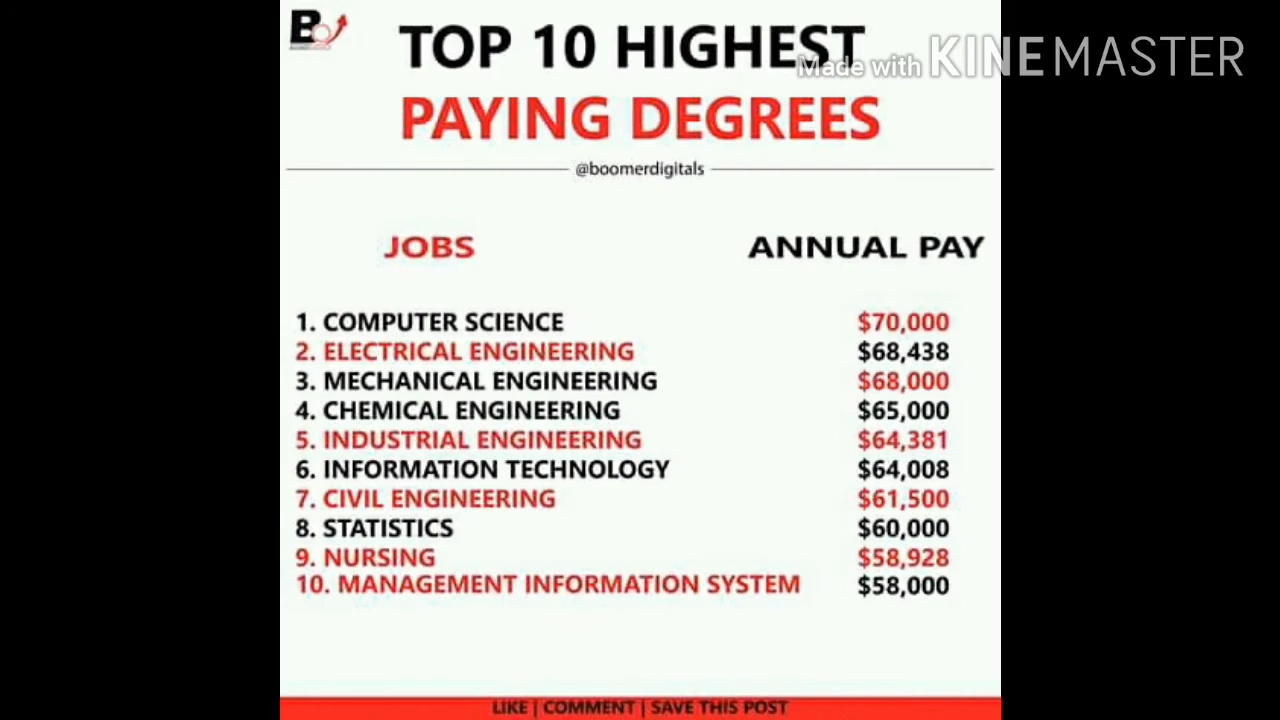 BO
TOP 10 HIGHEST
Made with KINEMASTER
PAYING DEGREES
@boomerdigitals
JOBS ANNUAL PAY
1. COMPUTER SCIENCE $70,000
2. ELECTRICAL ENGINEERING $68,438
3. MECHANICAL ENGINEERING $68,000
4. CHEMICAL ENGINEERING $65,000
5. INDUSTRIAL ENGINEERING $64,381
6. INFORMATION TECHNOLOGY $64,008
7. CIVIL ENGINEERING $61,500
8. STATISTICS $60,000
9. NURSING $58,928
10. MANAGEMENT INFORMATION SYSTEM $58,000
LIKE | COMMENT | SAVE THIS POST